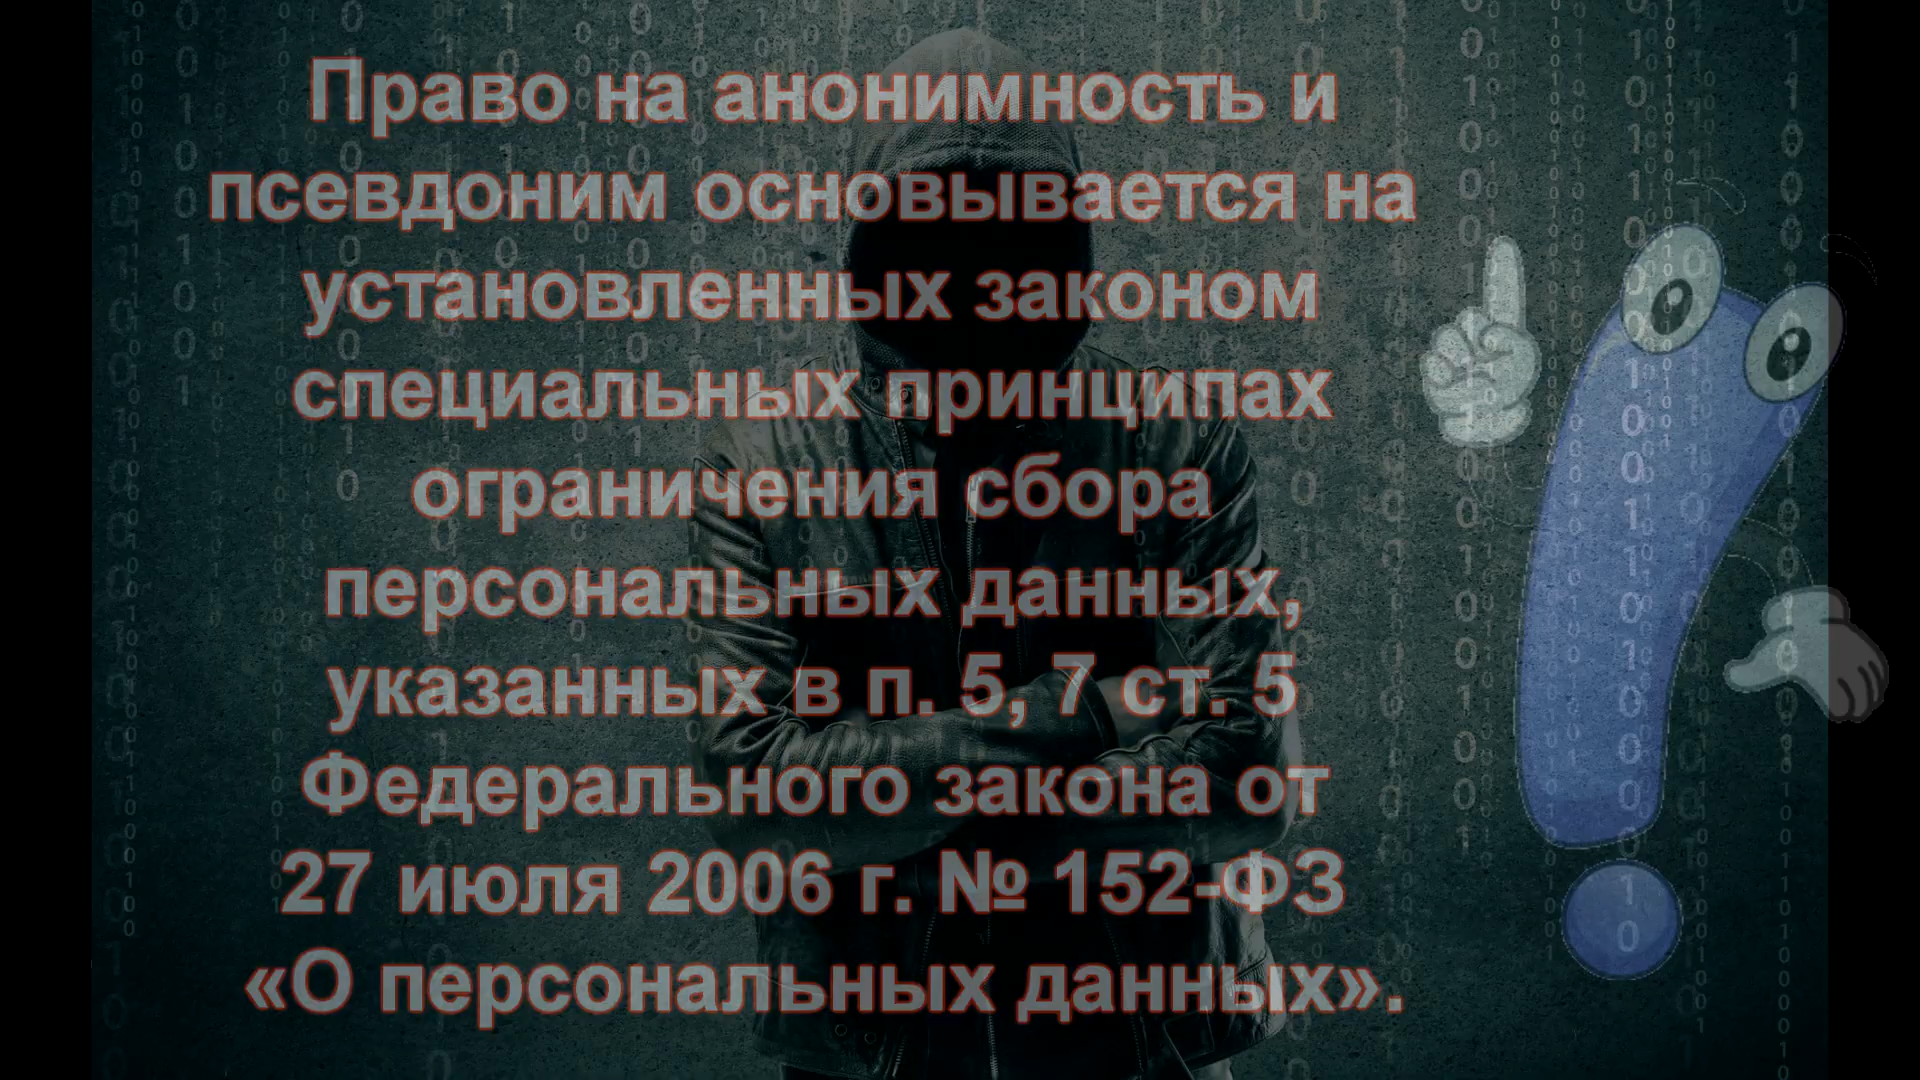 Право на анонимность и
псевдоним основывается на
установленных законом
специальных принципах
ограничения сбора
персональных данных,
указанных в п. 5, 7 ст. 5
Федерального закона от
27 июля 2006 г. № 152-ФЗ
«О персональных данных».